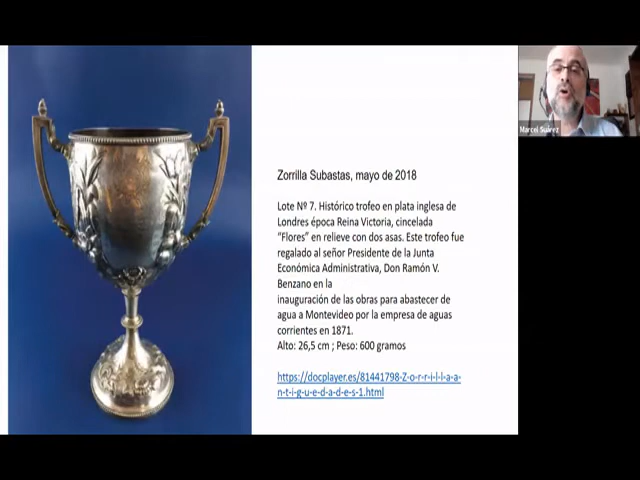 Marcel Suárez
Zorrilla Subastas, mayo de 2018
Lote Nº 7. Histórico trofeo en plata inglesa de
Londres época Reina Victoria, cincelada
“Flores” en relieve con dos asas. Este trofeo fue
regalado al señor Presidente de la Junta
Económica Administrativa, Don Ramón V.
Benzano en la
inauguración de las obras para abastecer de
agua a Montevideo por la empresa de aguas
corrientes en 1871.
Alto: 26,5 cm ; Peso: 600 gramos
https://docplayer.es/81441798-Z-o-r-r-i-l-l-a-a-
n-t-i-g-u-e-d-a-d-e-s-1.html